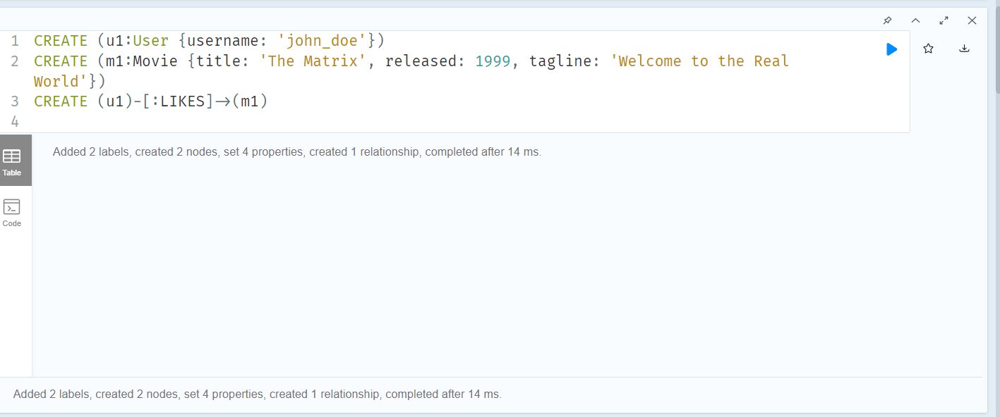 1 CREATE (u1:User {username: 'john_doe'})
2 CREATE (m1:Movie {title: 'The Matrix', released: 1999, tagline: 'Welcome to the Real
World'})
3 CREATE (u1)-[:LIKES]->(m1)
4
Added 2 labels, created 2 nodes, set 4 properties, created 1 relationship, completed after 14 ms.
Table
Code
Added 2 labels, created 2 nodes, set 4 properties, created 1 relationship, completed after 14 ms.